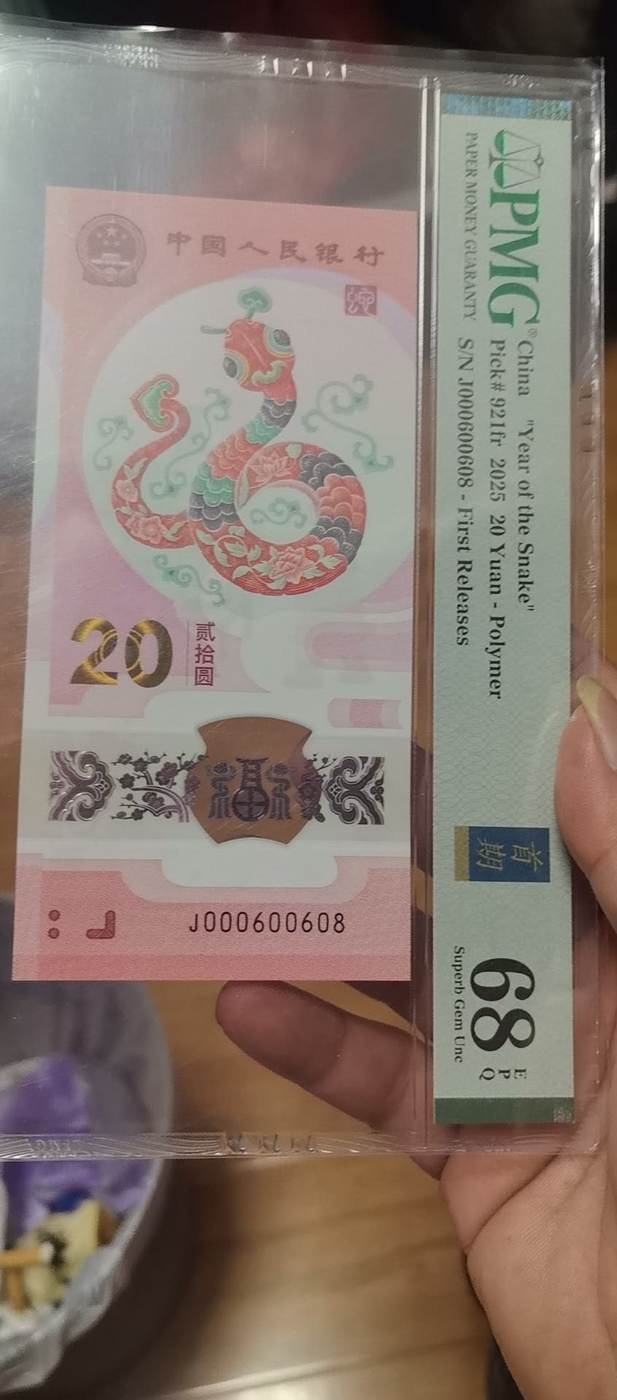 中国人民银行
20
贰拾圆
福
J000600608
PMG®
PAPER MONEY GUARANTY
China "Year of the Snake"
Pick# 921fr 2025 20 Yuan - Polymer
S/N J000600608 - First Releases
首期
68 EPQ
Superb Gem Unc